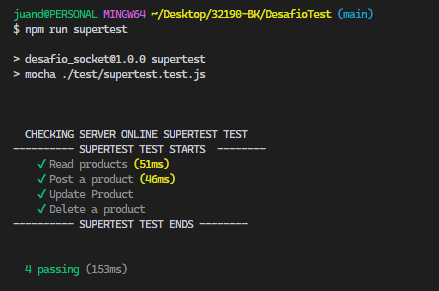 juand@PERSONAL MINGW64 ~/Desktop/32190-BK/DesafioTest (main)
$ npm run supertest
> desafio_socket@1.0.0 supertest
> mocha ./test/supertest.test.js
CHECKING SERVER ONLINE SUPERTEST TEST
---------- SUPERTEST TEST STARTS --------
✓ Read products (51ms)
✓ Post a product (46ms)
✓ Update Product
✓ Delete a product
---------- SUPERTEST TEST ENDS --------
4 passing (153ms)